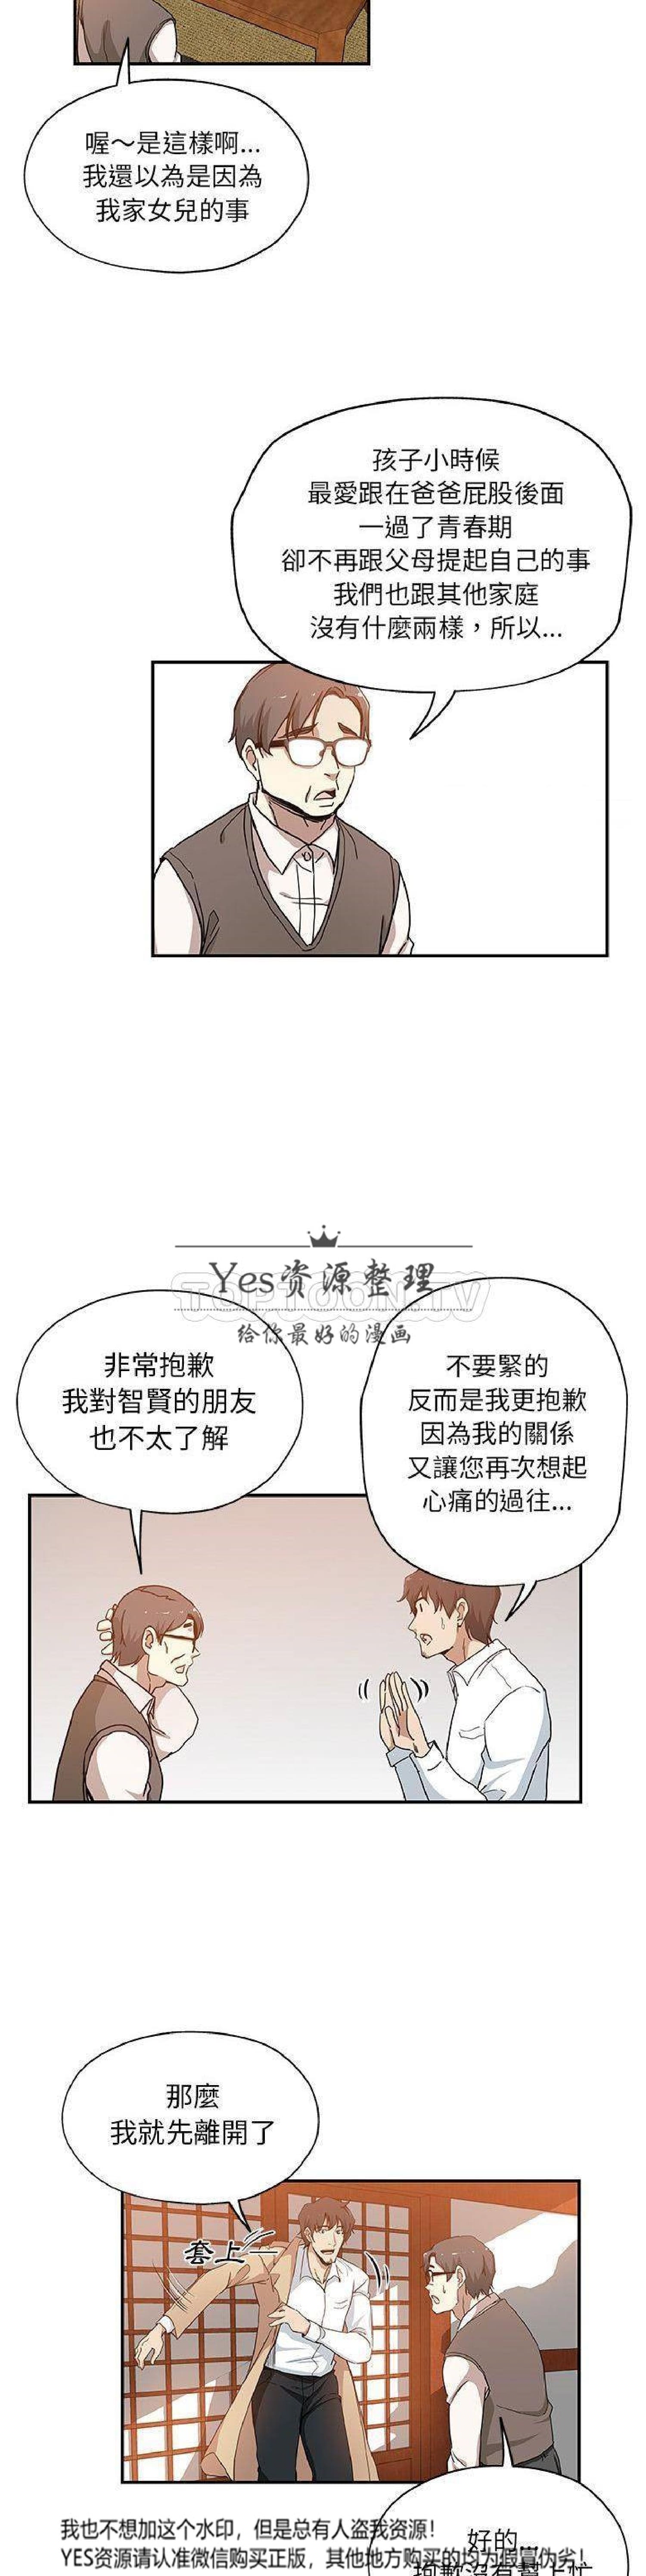 喔～是這樣啊...
我還以為是因為
我家女兒的事
孩子小時候
最愛跟在爸爸屁股後面
一過了青春期
卻不再跟父母提起自己的事
我們也跟其他家庭
沒有什麼兩樣，所以...
Yes资源整理
TOPTOON.TV
给你最好的漫画
非常抱歉
我對智賢的朋友
也不太了解
不要緊的
反而是我更抱歉
因為我的關係
又讓您再次想起
心痛的過往...
那麼
我就先離開了
套上—
我也不想加这个水印，但是总有人盗我资源！
YES资源请认准微信购买正版，其他地方购买的均为假冒伪劣！
好的...
抱歉沒有幫上忙